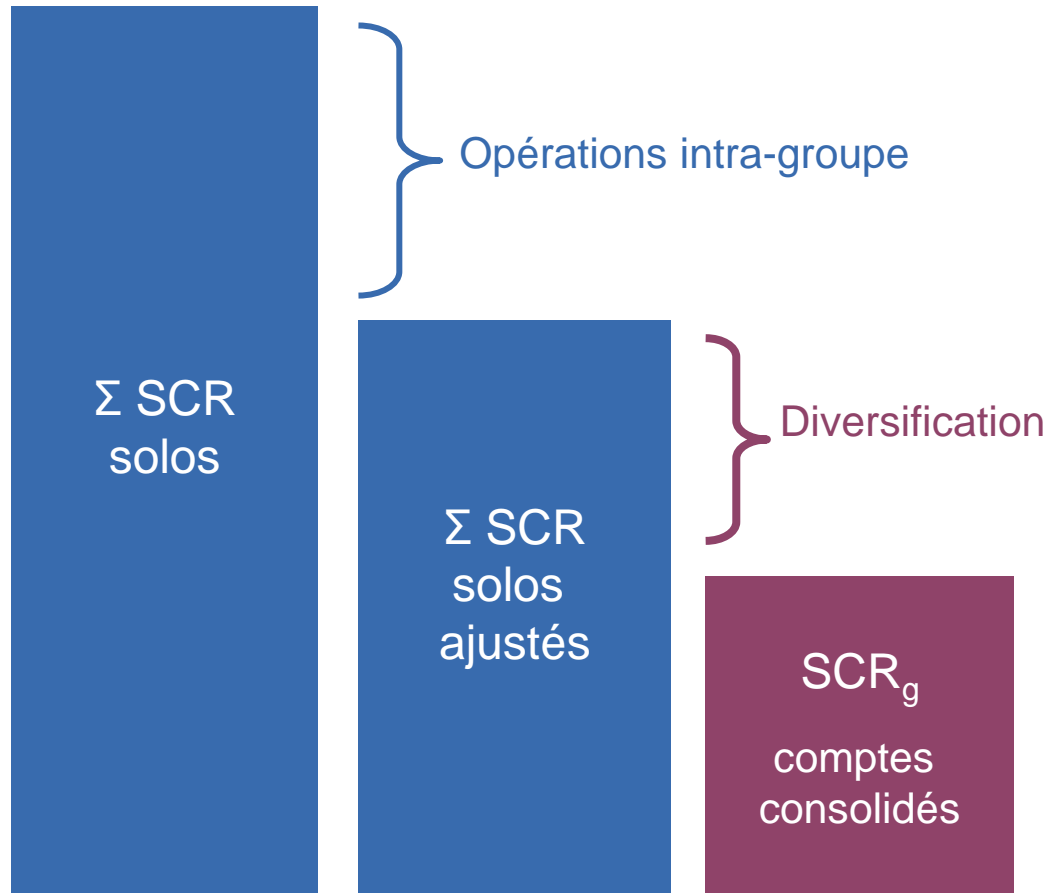 Opérations intra-groupe
Σ SCR
solos
Diversification
Σ SCR
solos
ajustés
SCRg
comptes
consolidés